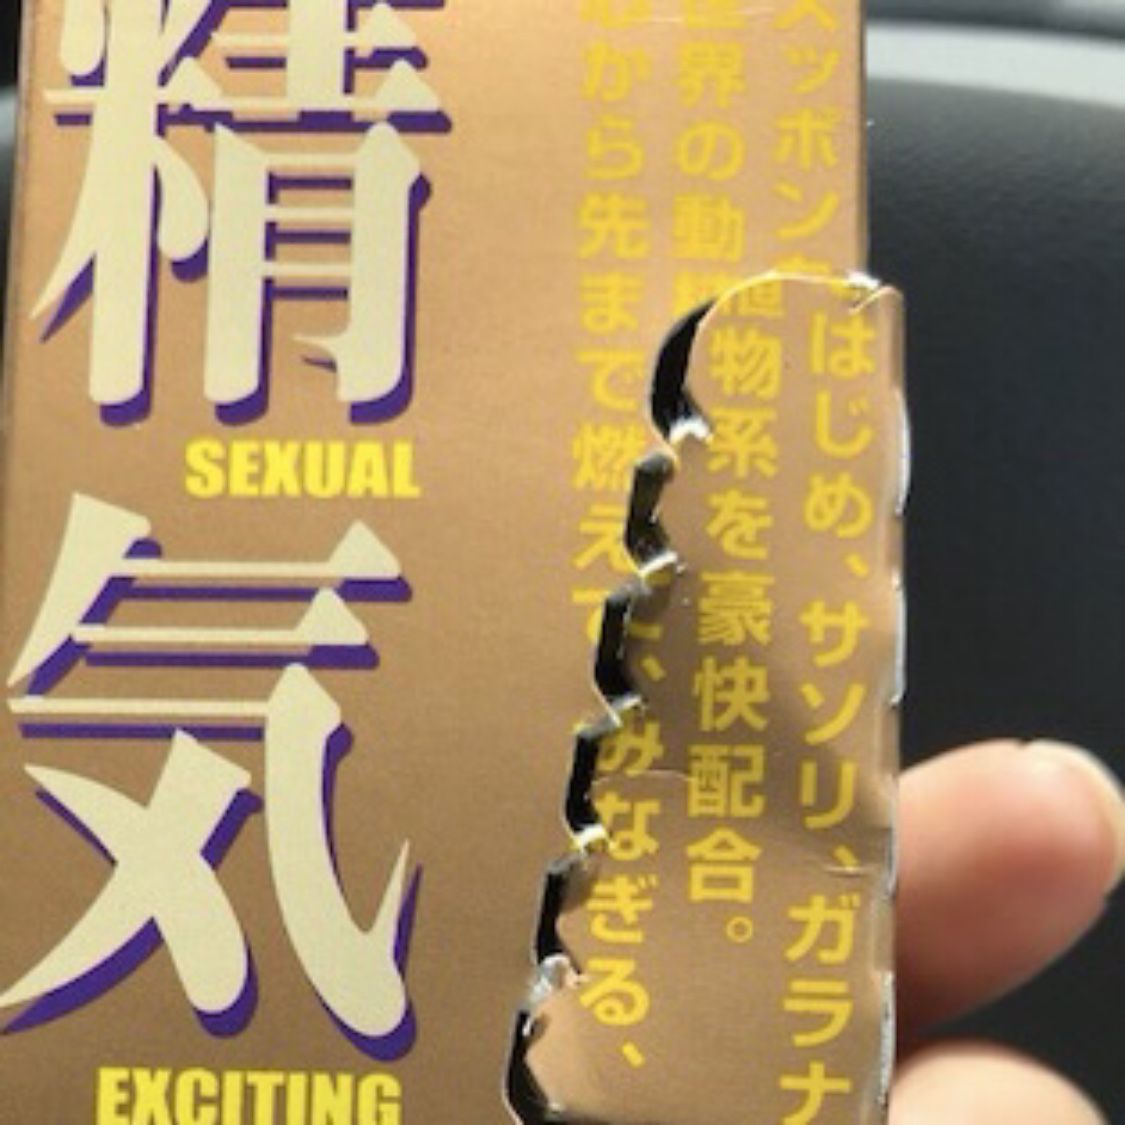 精気
SEXUAL
EXCITING
スッポンをはじめ、サソリ、ガラナ
世界の動植物系を豪快配合。
から先まで燃えて、みなぎる、